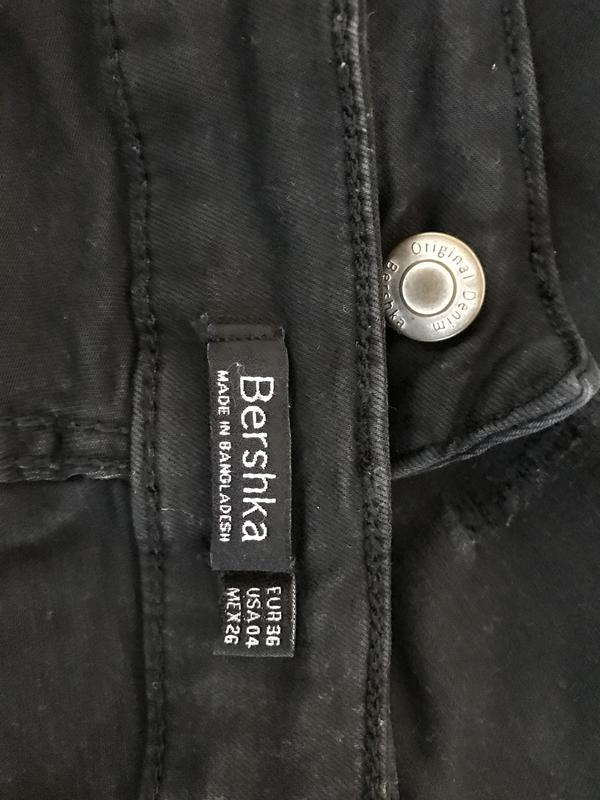 Bershka
MADE IN BANGLADESH
EUR 36
USA 04
MEX 26
Original Denim
Bershka